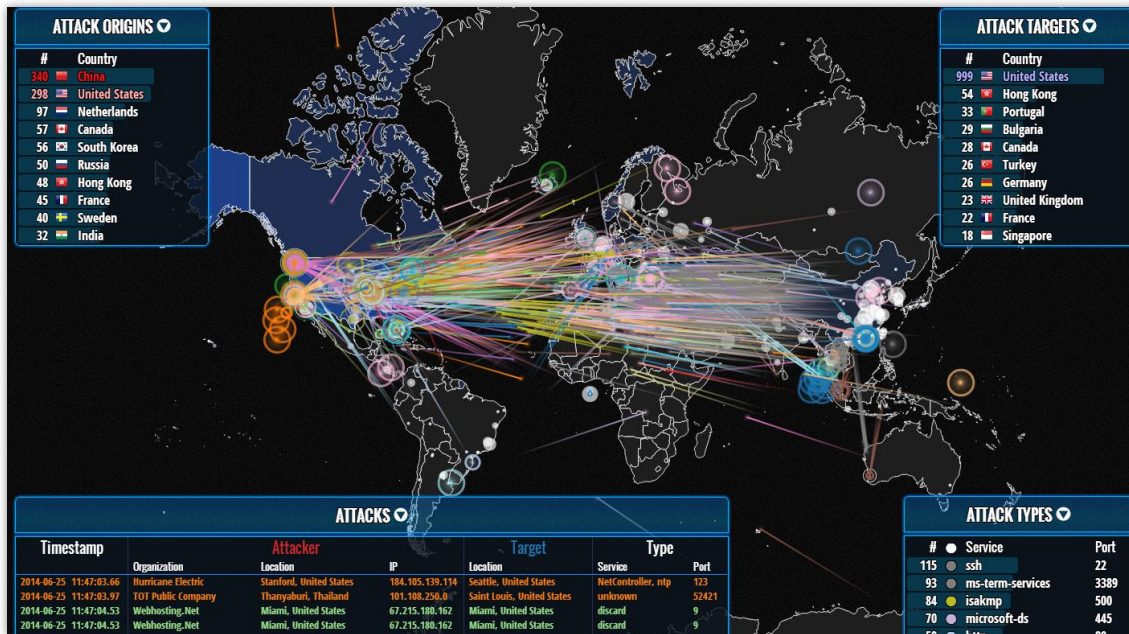 ATTACK ORIGINS
# Country
340 China
298 United States
97 Netherlands
57 Canada
56 South Korea
50 Russia
48 Hong Kong
45 France
40 Sweden
32 India
ATTACK TARGETS
# Country
999 United States
54 Hong Kong
33 Portugal
29 Bulgaria
28 Canada
26 Turkey
26 Germany
23 United Kingdom
22 France
18 Singapore
ATTACKS
Timestamp Attacker Target Type
Organization Location IP Location Service Port
2014-06-25 11:47:03.66 Hurricane Electric Stanford, United States 184.105.139.114 Seattle, United States NetController, ntp 123
2014-06-25 11:47:03.97 TOT Public Company Thanyaburi, Thailand 101.108.250.0 Saint Louis, United States unknown 52421
2014-06-25 11:47:04.53 Webhosting.Net Miami, United States 67.215.180.162 Miami, United States discard 9
2014-06-25 11:47:04.53 Webhosting.Net Miami, United States 67.215.180.162 Miami, United States discard 9
ATTACK TYPES
# Service Port
115 ssh 22
93 ms-term-services 3389
84 isakmp 500
70 microsoft-ds 445